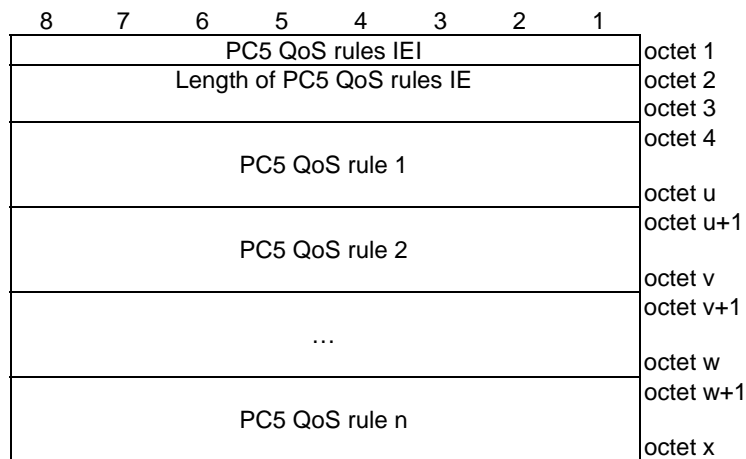 8 7 6 5 4 3 2 1
PC5 QoS rules IEI octet 1
Length of PC5 QoS rules IE octet 2
octet 3
octet 4
PC5 QoS rule 1
octet u
octet u+1
PC5 QoS rule 2
octet v
octet v+1
…
octet w
octet w+1
PC5 QoS rule n
octet x